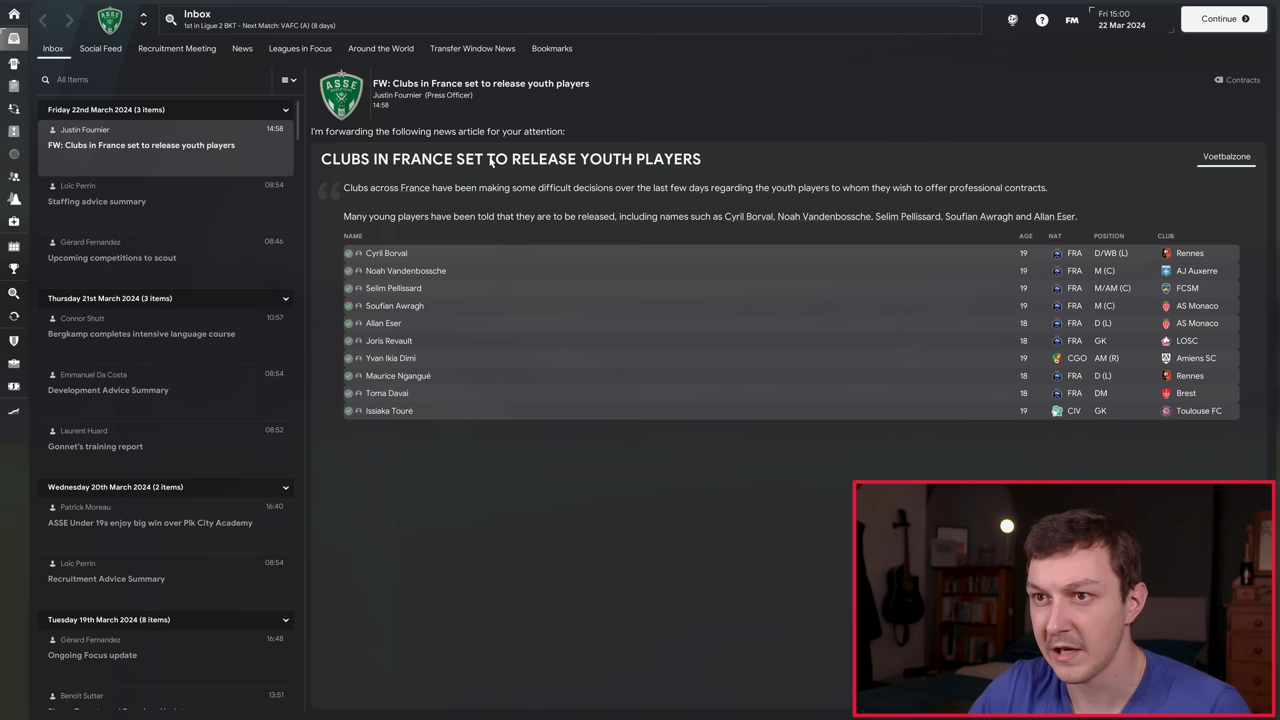 Inbox
1st in Ligue 2 BKT - Next Match: VAFC (A) (8 days)
FM
Fri 15:00
22 Mar 2024
Continue
Inbox
Social Feed
Recruitment Meeting
News
Leagues in Focus
Around the World
Transfer Window News
Bookmarks
All Items
Friday 22nd March 2024 (3 items)
Justin Fournier 14:58
FW: Clubs in France set to release youth players
Loïc Perrin 08:54
Staffing advice summary
Gérard Fernandez 08:46
Upcoming competitions to scout
Thursday 21st March 2024 (3 items)
Connor Shutt 10:57
Bergkamp completes intensive language course
Emmanuel Da Costa 08:54
Development Advice Summary
Laurent Huard 08:52
Gonnet's training report
Wednesday 20th March 2024 (2 items)
Patrick Moreau 16:40
ASSE Under 19s enjoy big win over Plk City Academy
Loïc Perrin 08:54
Recruitment Advice Summary
Tuesday 19th March 2024 (8 items)
Gérard Fernandez 16:48
Ongoing Focus update
Benoît Sutter 13:51
ASSE
FW: Clubs in France set to release youth players
Justin Fournier (Press Officer)
14:58
Contracts
I'm forwarding the following news article for your attention:
CLUBS IN FRANCE SET TO RELEASE YOUTH PLAYERS
Voetbalzone
Clubs across France have been making some difficult decisions over the last few days regarding the youth players to whom they wish to offer professional contracts.
Many young players have been told that they are to be released, including names such as Cyril Borval, Noah Vandenbossche, Selim Pellissard, Soufian Awragh and Allan Eser.
NAME AGE NAT POSITION CLUB
Cyril Borval 19 FRA D/WB (L) Rennes
Noah Vandenbossche 19 FRA M (C) AJ Auxerre
Selim Pellissard 19 FRA M/AM (C) FCSM
Soufian Awragh 19 FRA M (C) AS Monaco
Allan Eser 18 FRA D (L) AS Monaco
Joris Revault 18 FRA GK LOSC
Yvan Ikia Dimi 19 CGO AM (R) Amiens SC
Maurice Ngangué 18 FRA D (L) Rennes
Toma Davai 18 FRA DM Brest
Issiaka Touré 19 CIV GK Toulouse FC